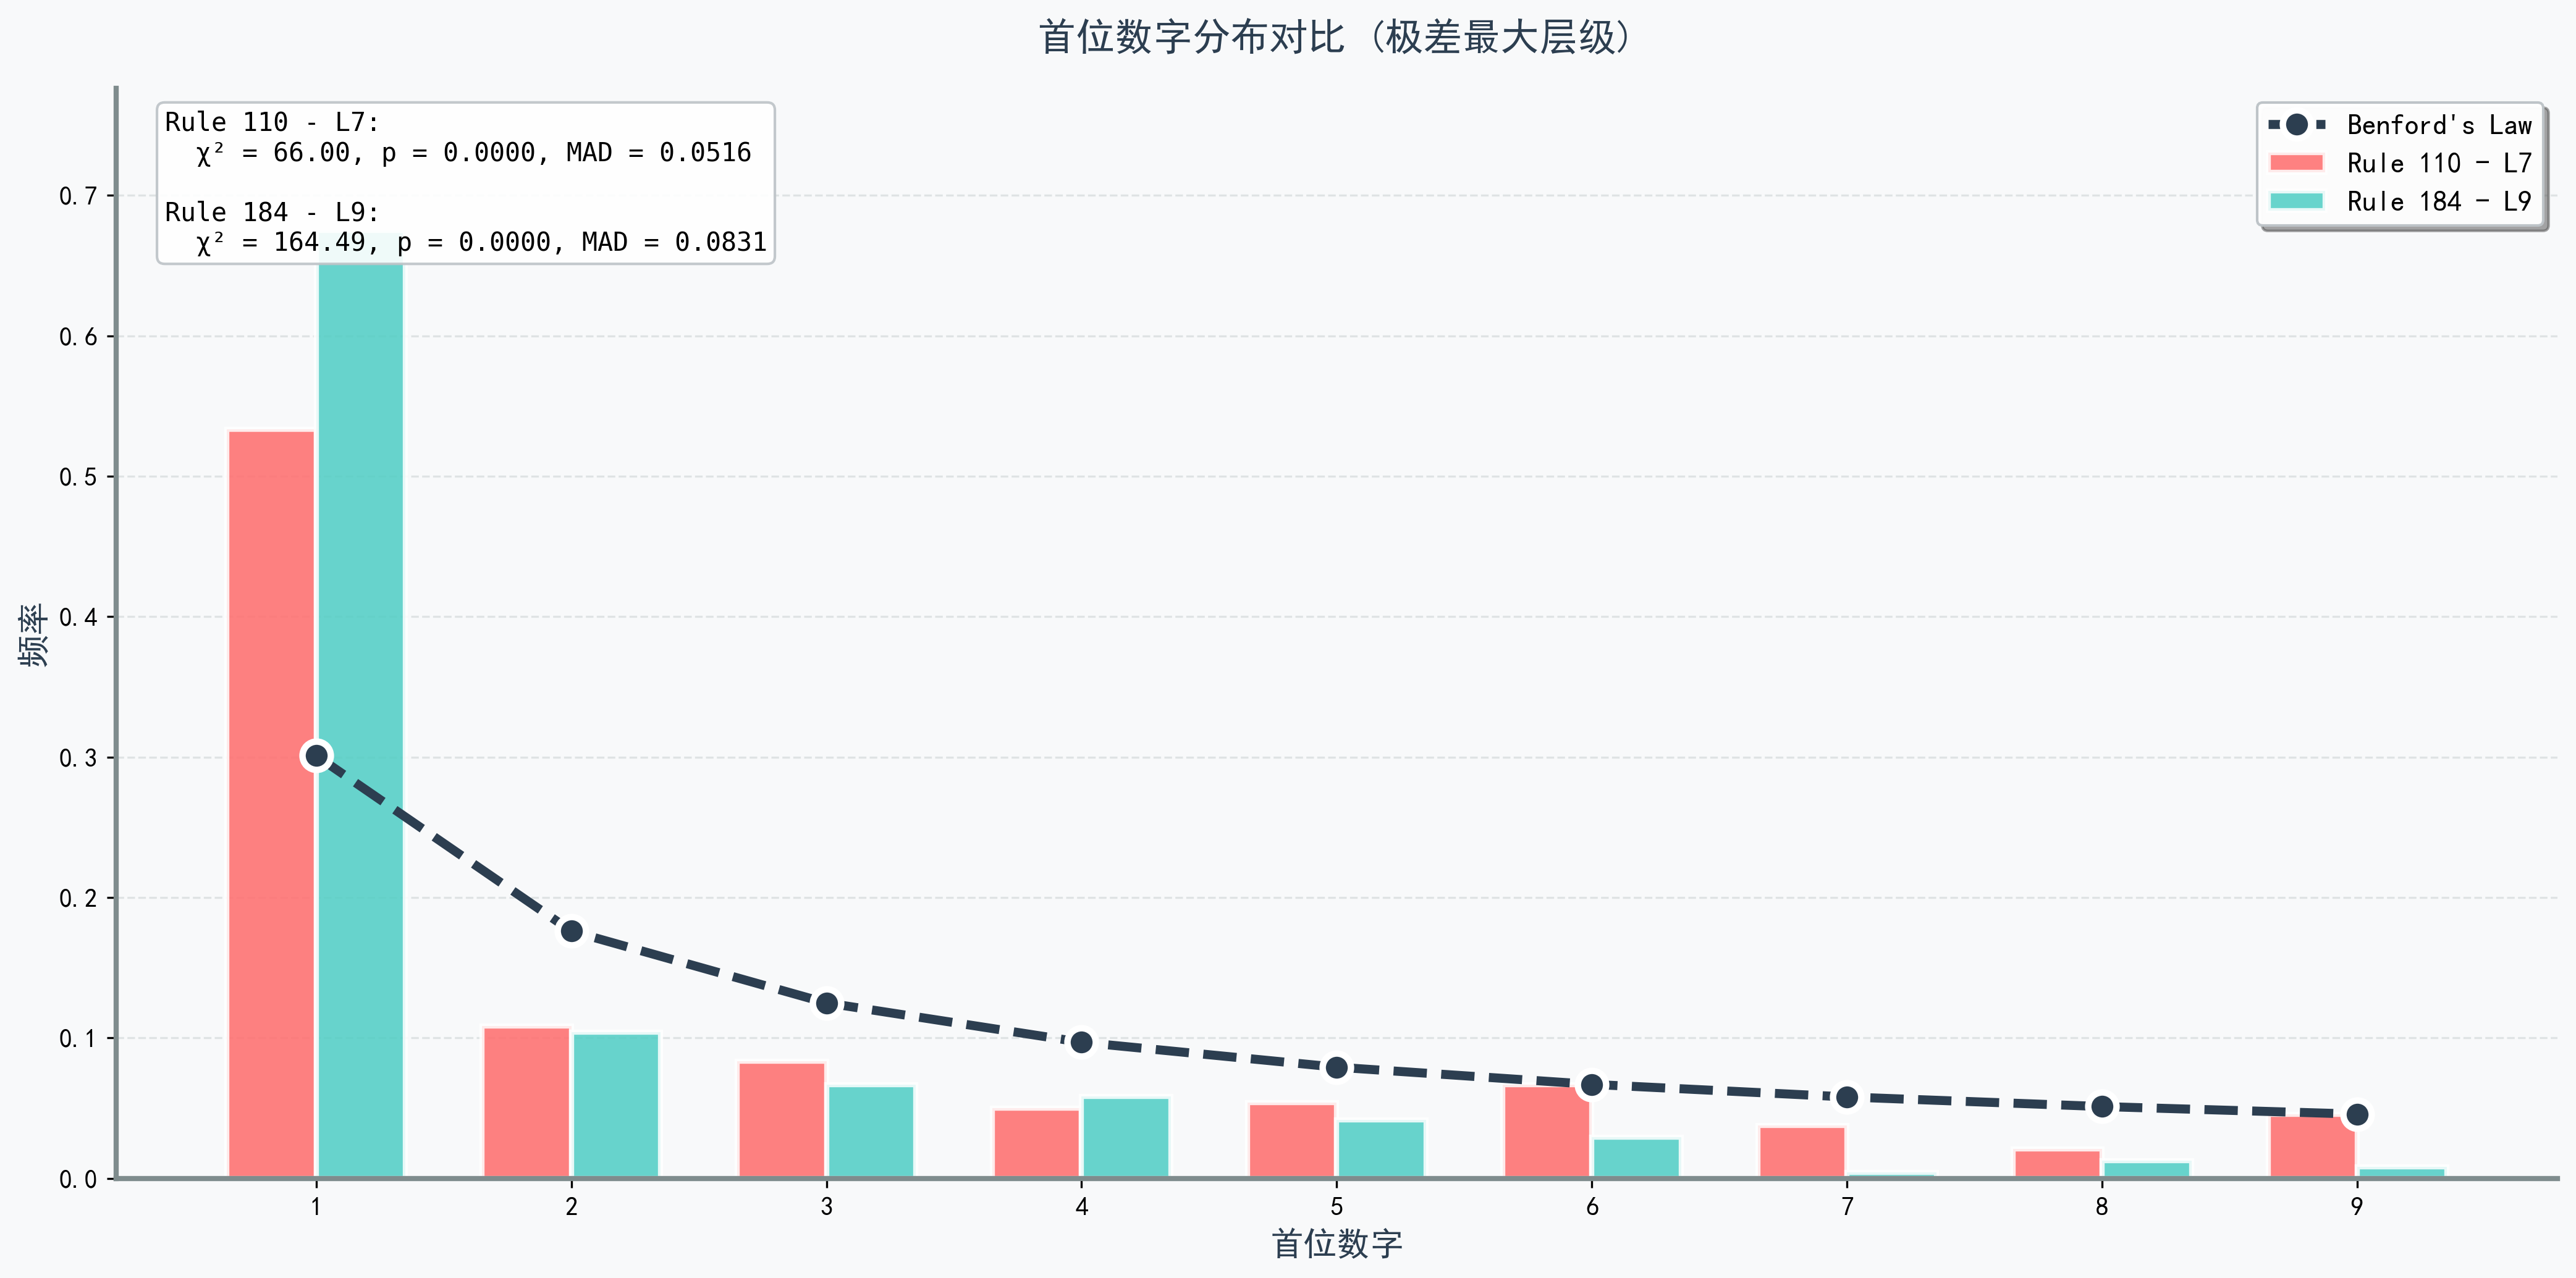 首位数字分布对比 (极差最大层级)
Rule 110 - L7:
χ² = 66.00, p = 0.0000, MAD = 0.0516
Rule 184 - L9:
χ² = 164.49, p = 0.0000, MAD = 0.0831
Benford's Law
Rule 110 - L7
Rule 184 - L9
频率
0.7
0.6
0.5
0.4
0.3
0.2
0.1
0.0
1 2 3 4 5 6 7 8 9
首位数字